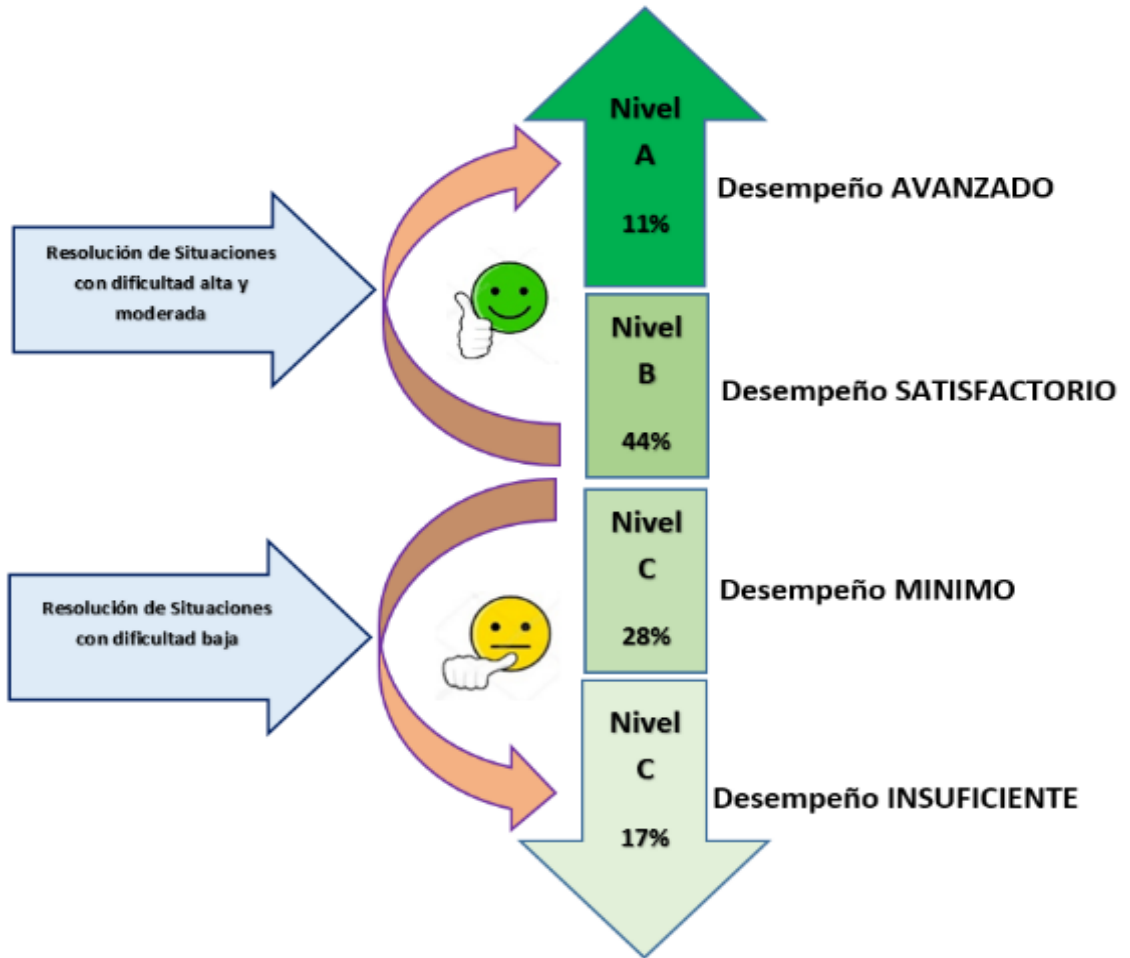 Nivel
A
11%
Desempeño AVANZADO
Resolución de Situaciones
con dificultad alta y
moderada
Nivel
B
44%
Desempeño SATISFACTORIO
Nivel
C
28%
Desempeño MINIMO
Resolución de Situaciones
con dificultad baja
Nivel
C
17%
Desempeño INSUFICIENTE